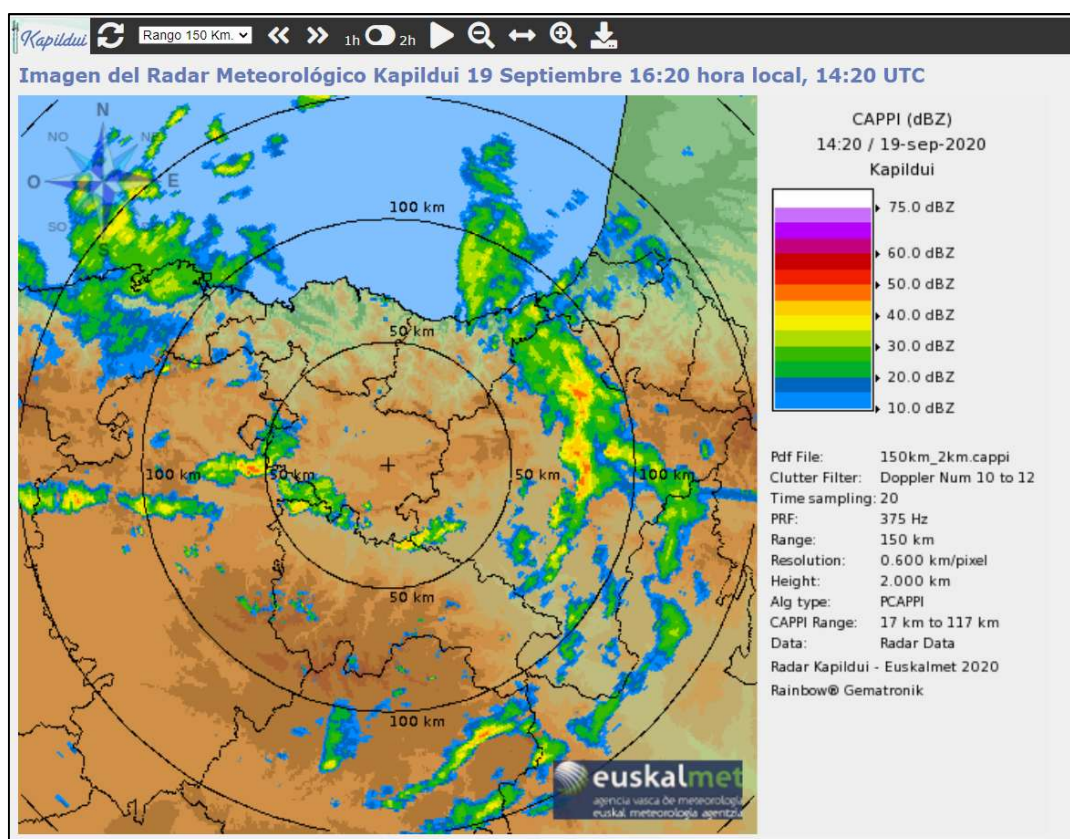 Kapildui
Rango 150 Km.
1h
2h
Imagen del Radar Meteorológico Kapildui 19 Septiembre 16:20 hora local, 14:20 UTC
N
NO
NE
O
E
SO
S
100 km
50 km
100 km
50 km
50 km
100 km
50 km
100 km
euskalmet
agencia vasca de meteorología
euskal meteorologia agentzia
CAPPI (dBZ)
14:20 / 19-sep-2020
Kapildui
75.0 dBZ
60.0 dBZ
50.0 dBZ
40.0 dBZ
30.0 dBZ
20.0 dBZ
10.0 dBZ
Pdf File: 150km_2km.cappi
Clutter Filter: Doppler Num 10 to 12
Time sampling: 20
PRF: 375 Hz
Range: 150 km
Resolution: 0.600 km/pixel
Height: 2.000 km
Alg type: PCAPPI
CAPPI Range: 17 km to 117 km
Data: Radar Data
Radar Kapildui - Euskalmet 2020
Rainbow® Gematronik